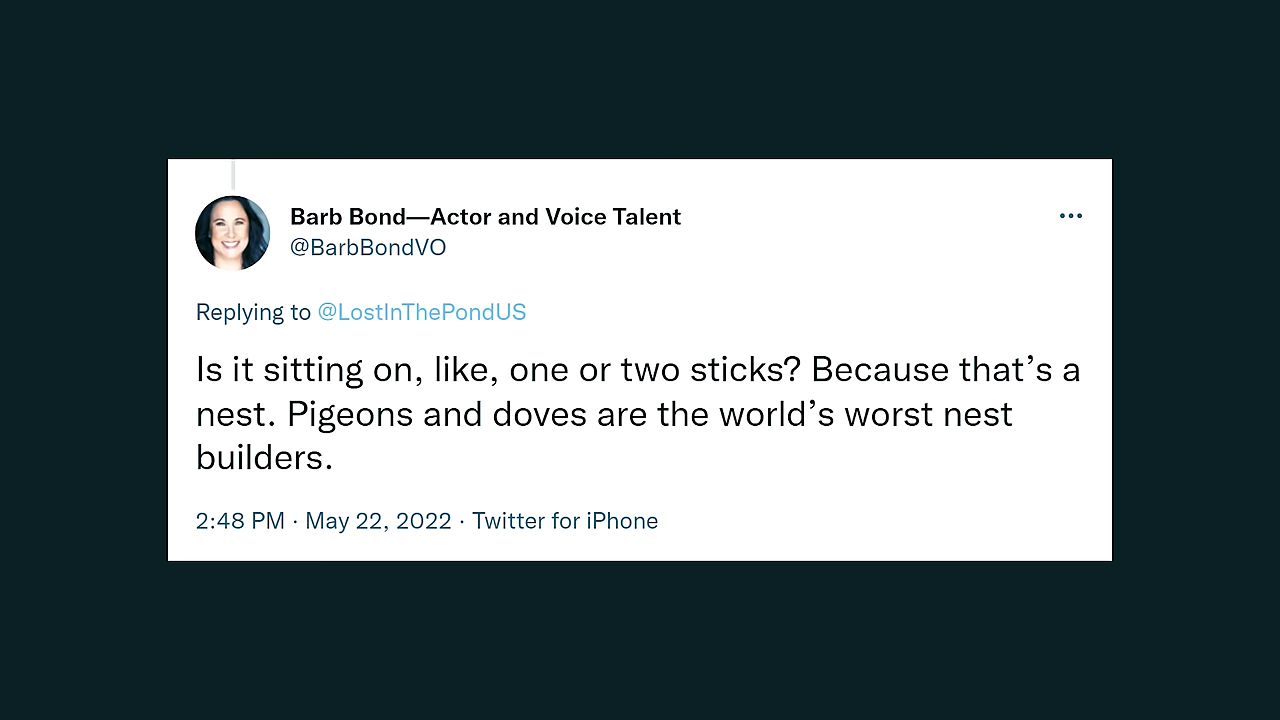 Barb Bond—Actor and Voice Talent
@BarbBondVO
Replying to @LostInThePondUS
Is it sitting on, like, one or two sticks? Because that’s a
nest. Pigeons and doves are the world’s worst nest
builders.
2:48 PM · May 22, 2022 · Twitter for iPhone